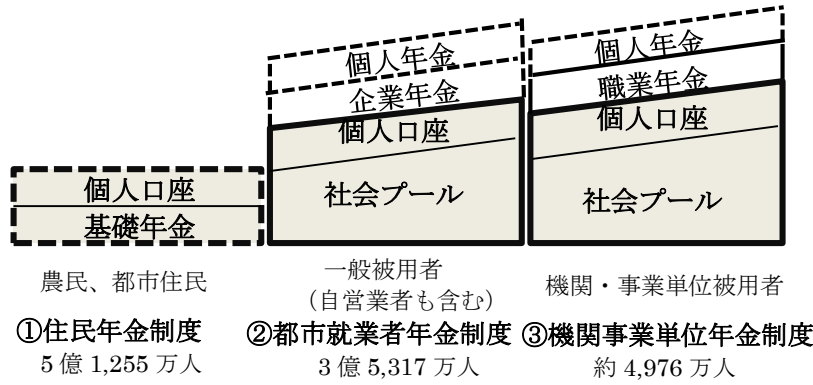 個人年金
企業年金
個人口座
社会プール
個人年金
職業年金
個人口座
社会プール
個人口座
基礎年金
農民、都市住民
一般被用者
（自営業者も含む）
機関・事業単位被用者
①住民年金制度
②都市就業者年金制度
③機関事業単位年金制度
5 億 1,255 万人
3 億 5,317 万人
約 4,976 万人